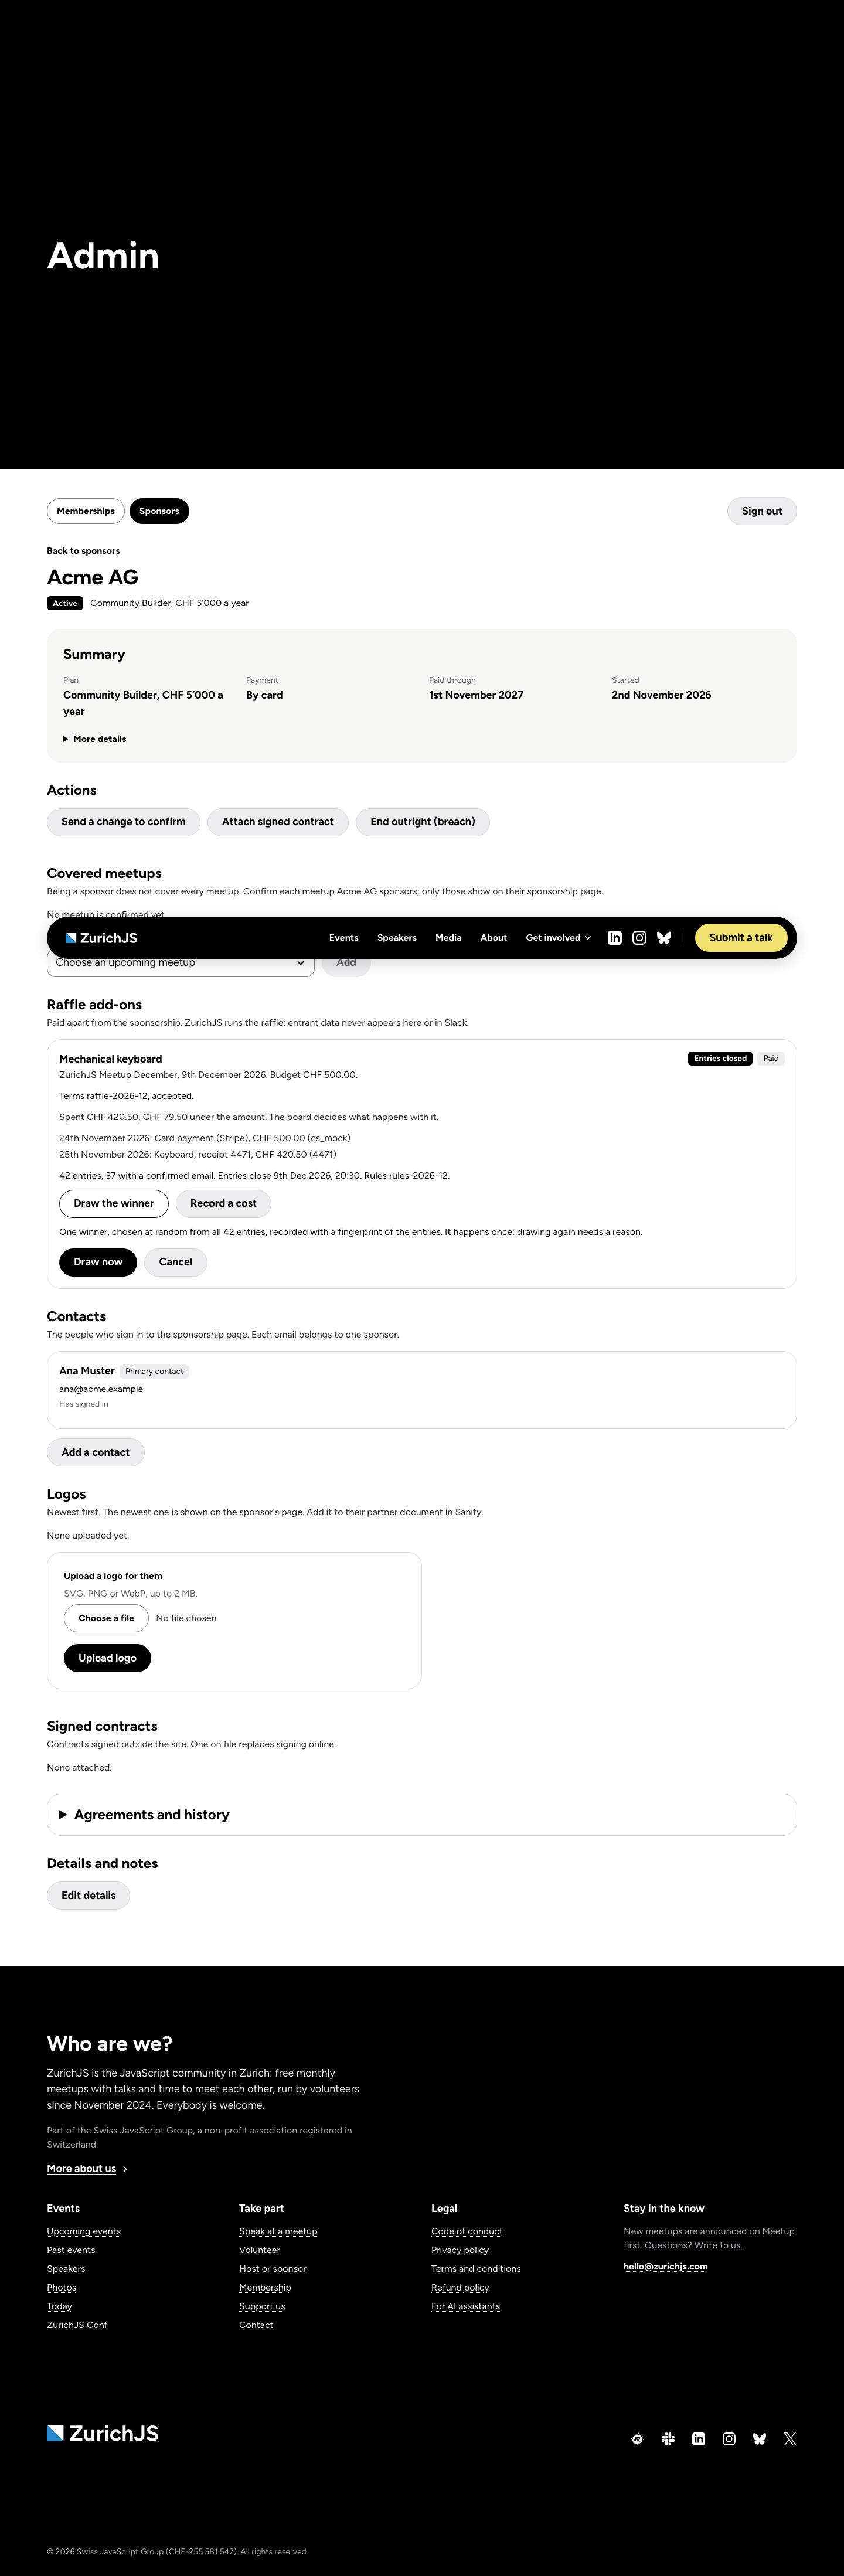 Admin
Memberships
Sponsors
Sign out
Back to sponsors
Acme AG
Active
Community Builder, CHF 5'000 a year
Summary
Plan
Community Builder, CHF 5'000 a
year
Payment
By card
Paid through
1st November 2027
Started
2nd November 2026
More details
Actions
Send a change to confirm
Attach signed contract
End outright (breach)
Covered meetups
Being a sponsor does not cover every meetup. Confirm each meetup Acme AG sponsors; only those show on their sponsorship page.
No meetup is confirmed yet.
ZurichJS
Events
Speakers
Media
About
Get involved
Submit a talk
Choose an upcoming meetup
Add
Raffle add-ons
Paid apart from the sponsorship. ZurichJS runs the raffle; entrant data never appears here or in Slack.
Mechanical keyboard
Entries closed
Paid
ZurichJS Meetup December, 9th December 2026. Budget CHF 500.00.
Terms raffle-2026-12, accepted.
Spent CHF 420.50, CHF 79.50 under the amount. The board decides what happens with it.
24th November 2026: Card payment (Stripe), CHF 500.00 (cs_mock)
25th November 2026: Keyboard, receipt 4471, CHF 420.50 (4471)
42 entries, 37 with a confirmed email. Entries close 9th Dec 2026, 20:30. Rules rules-2026-12.
Draw the winner
Record a cost
One winner, chosen at random from all 42 entries, recorded with a fingerprint of the entries. It happens once: drawing again needs a reason.
Draw now
Cancel
Contacts
The people who sign in to the sponsorship page. Each email belongs to one sponsor.
Ana Muster
Primary contact
ana@acme.example
Has signed in
Add a contact
Logos
Newest first. The newest one is shown on the sponsor's page. Add it to their partner document in Sanity.
None uploaded yet.
Upload a logo for them
SVG, PNG or WebP, up to 2 MB.
Choose a file
No file chosen
Upload logo
Signed contracts
Contracts signed outside the site. One on file replaces signing online.
None attached.
Agreements and history
Details and notes
Edit details
Who are we?
ZurichJS is the JavaScript community in Zurich: free monthly
meetups with talks and time to meet each other, run by volunteers
since November 2024. Everybody is welcome.
Part of the Swiss JavaScript Group, a non-profit association registered in
Switzerland.
More about us
Events
Upcoming events
Past events
Speakers
Photos
Today
ZurichJS Conf
Take part
Speak at a meetup
Volunteer
Host or sponsor
Membership
Support us
Contact
Legal
Code of conduct
Privacy policy
Terms and conditions
Refund policy
For AI assistants
Stay in the know
New meetups are announced on Meetup
first. Questions? Write to us.
hello@zurichjs.com
ZurichJS
© 2026 Swiss JavaScript Group (CHE-255.581.547). All rights reserved.